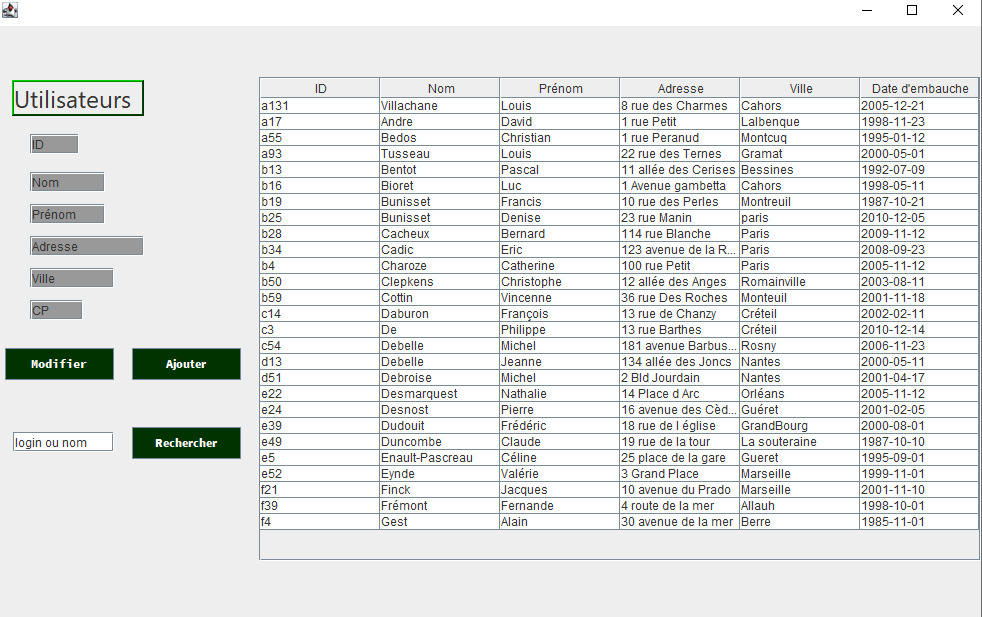 Utilisateurs
ID
Nom
Prénom
Adresse
Ville
CP
Modifier Ajouter
login ou nom Rechercher
ID Nom Prénom Adresse Ville Date d'embauche
a131 Villachane Louis 8 rue des Charmes Cahors 2005-12-21
a17 Andre David 1 rue Petit Lalbenque 1998-11-23
a55 Bedos Christian 1 rue Peranud Montcuq 1995-01-12
a93 Tusseau Louis 22 rue des Ternes Gramat 2000-05-01
b13 Bentot Pascal 11 allée des Cerises Bessines 1992-07-09
b16 Bioret Luc 1 Avenue gambetta Cahors 1998-05-11
b19 Bunisset Francis 10 rue des Perles Montreuil 1987-10-21
b25 Bunisset Denise 23 rue Manin paris 2010-12-05
b28 Cacheux Bernard 114 rue Blanche Paris 2009-11-12
b34 Cadic Eric 123 avenue de la R... Paris 2008-09-23
b4 Charoze Catherine 100 rue Petit Paris 2005-11-12
b50 Clepkens Christophe 12 allée des Anges Romainville 2003-08-11
b59 Cottin Vincenne 36 rue Des Roches Monteuil 2001-11-18
c14 Daburon François 13 rue de Chanzy Créteil 2002-02-11
c3 De Philippe 13 rue Barthes Créteil 2010-12-14
c54 Debelle Michel 181 avenue Barbus... Rosny 2006-11-23
d13 Debelle Jeanne 134 allée des Joncs Nantes 2000-05-11
d51 Debroise Michel 2 Bld Jourdain Nantes 2001-04-17
e22 Desmarquest Nathalie 14 Place d Arc Orléans 2005-11-12
e24 Desnost Pierre 16 avenue des Cèd... Guéret 2001-02-05
e39 Dudouit Frédéric 18 rue de l église GrandBourg 2000-08-01
e49 Duncombe Claude 19 rue de la tour La souteraine 1987-10-10
e5 Enault-Pascreau Céline 25 place de la gare Gueret 1995-09-01
e52 Eynde Valérie 3 Grand Place Marseille 1999-11-01
f21 Finck Jacques 10 avenue du Prado Marseille 2001-11-10
f39 Frémont Fernande 4 route de la mer Allauh 1998-10-01
f4 Gest Alain 30 avenue de la mer Berre 1985-11-01